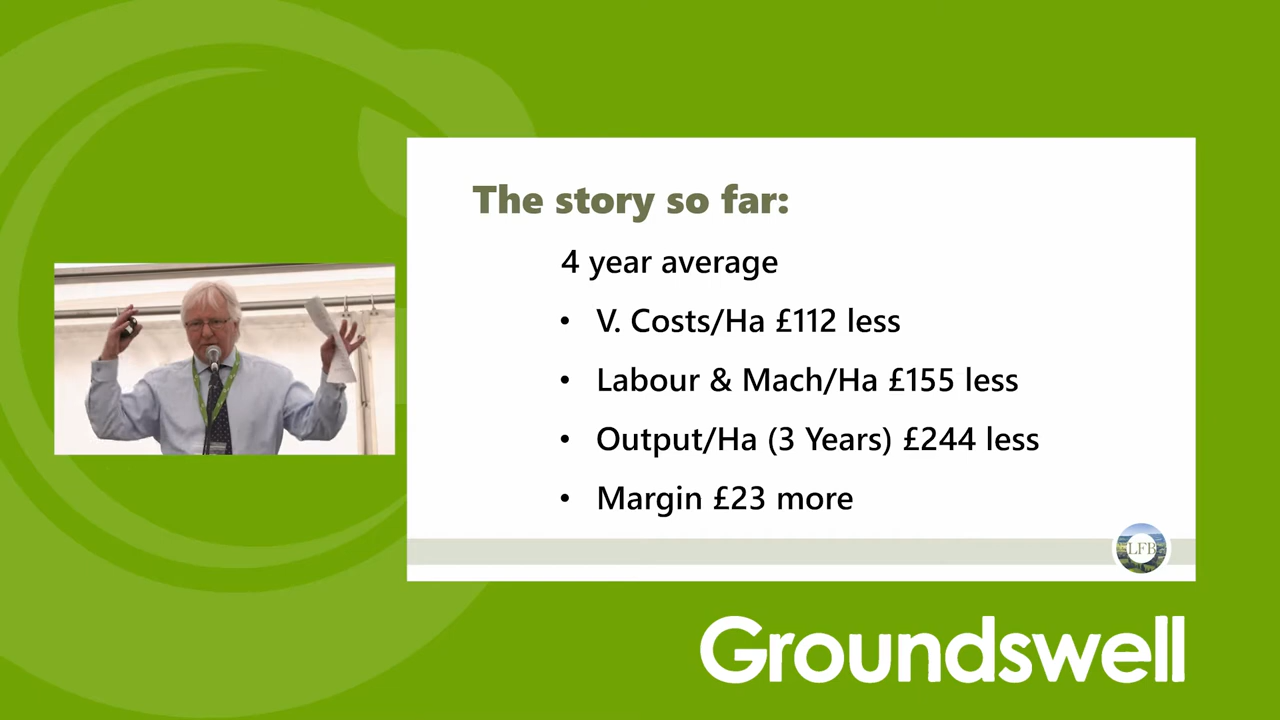 The story so far:
4 year average
• V. Costs/Ha £112 less
• Labour & Mach/Ha £155 less
• Output/Ha (3 Years) £244 less
• Margin £23 more
LFB
Groundswell